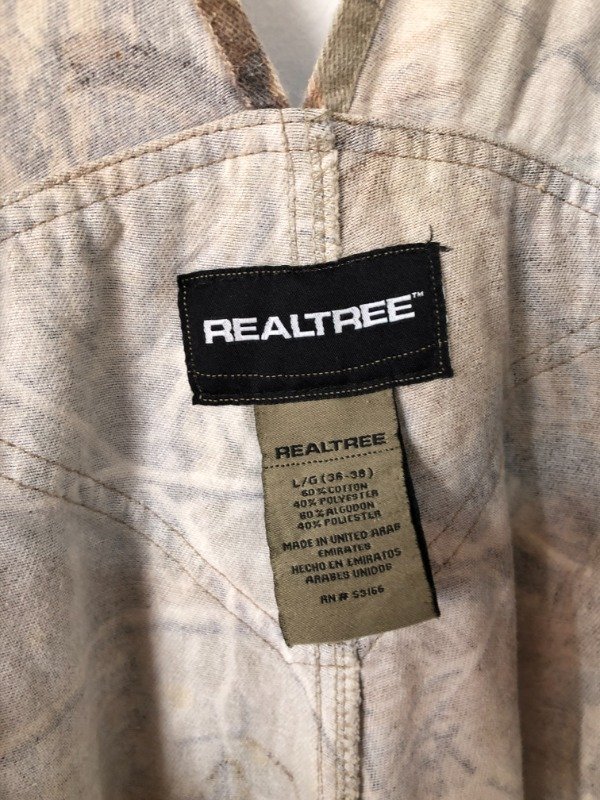 REALTREE™
REALTREE
L/G (36-38)
60% COTTON
40% POLYESTER
60% ALGODON
40% POLIESTER
MADE IN UNITED ARAB
EMIRATES
HECHO EN EMIRATOS
ARABES UNIDOS
RN# 53166